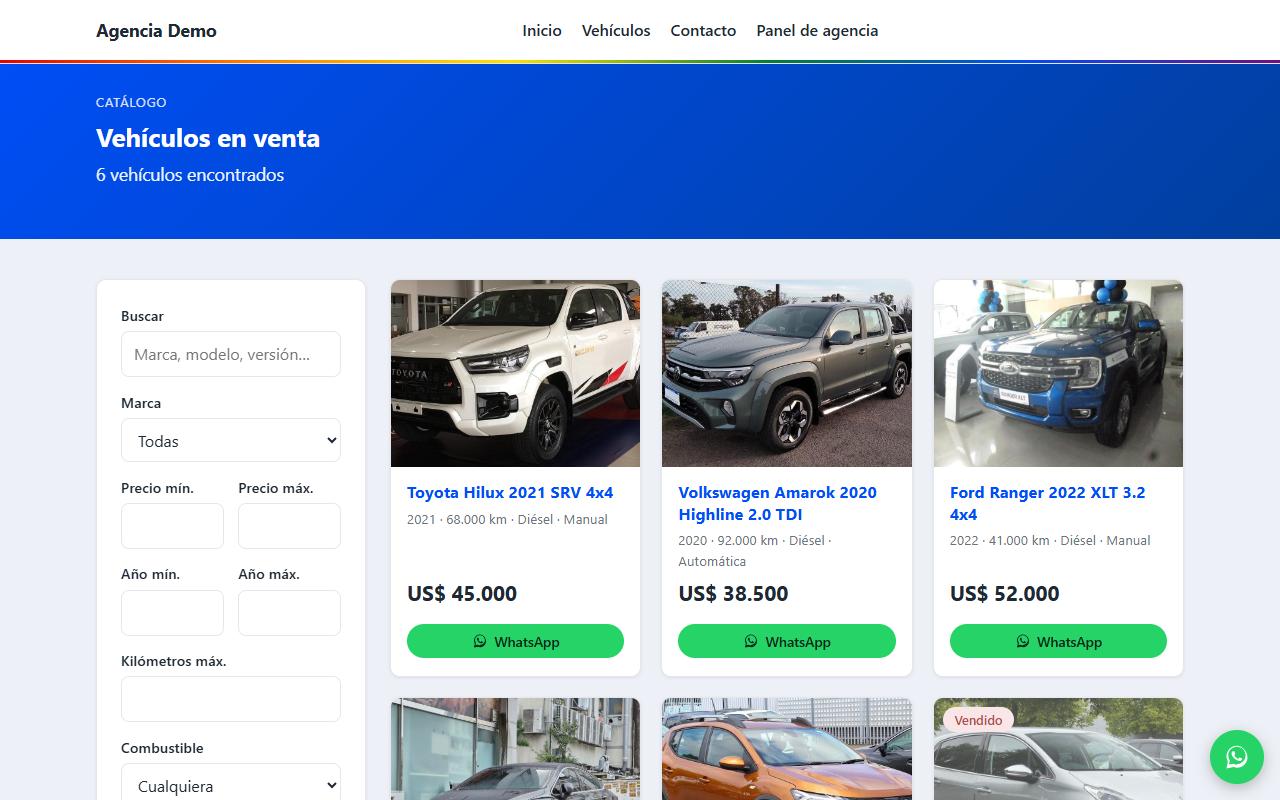 Agencia Demo
Inicio
Vehículos
Contacto
Panel de agencia
CATÁLOGO
Vehículos en venta
6 vehículos encontrados
Buscar
Marca, modelo, versión...
Marca
Todas
Precio mín.
Precio máx.
Año mín.
Año máx.
Kilómetros máx.
Combustible
Cualquiera
TOYOTA
Toyota Hilux 2021 SRV 4x4
2021 · 68.000 km · Diésel · Manual
US$ 45.000
WhatsApp
Volkswagen Amarok 2020
Highline 2.0 TDI
2020 · 92.000 km · Diésel ·
Automática
US$ 38.500
WhatsApp
Ford Ranger 2022 XLT 3.2
4x4
2022 · 41.000 km · Diésel · Manual
US$ 52.000
WhatsApp
Vendido